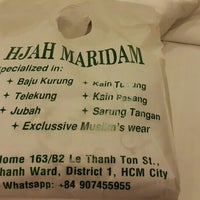 HJAH MARIDAM
Specialized in:
✦ Baju Kurung ✦ Kain Tudung
✦ Telekung ✦ Kain Pasang
✦ Jubah ✦ Sarung Tangan
✦ Exclussive Muslim's wear
Home 163/B2 Le Thanh Ton St.,
Thanh Ward, District 1, HCM City
Whatsapp: +84 907455955